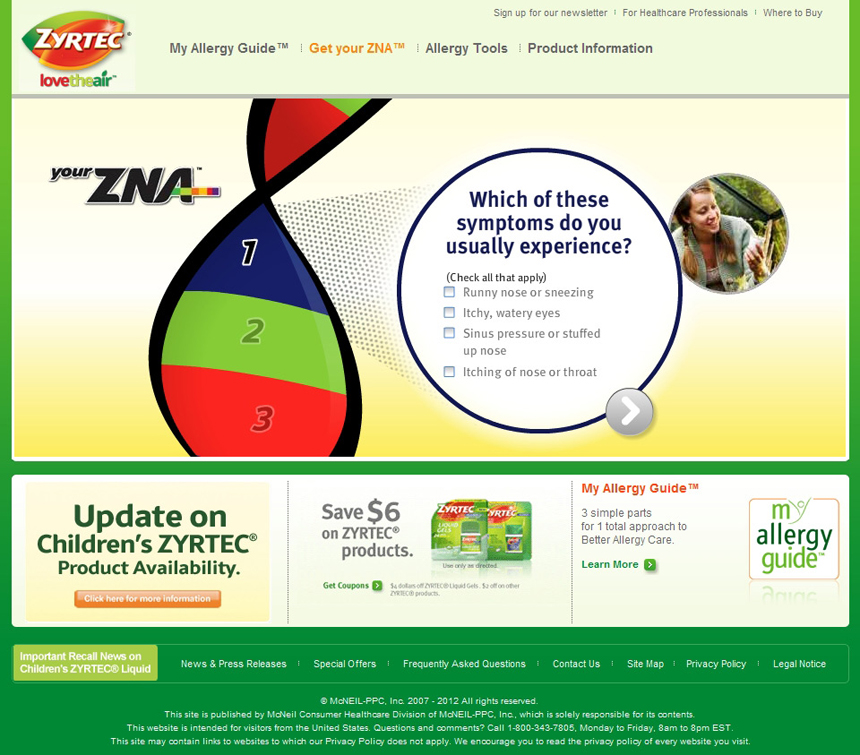 Sign up for our newsletter | For Healthcare Professionals | Where to Buy
ZYRTEC®
lovetheair™
My Allergy Guide™ | Get your ZNA™ | Allergy Tools | Product Information
your ZNA™
1
2
3
Which of these
symptoms do you
usually experience?
(Check all that apply)
Runny nose or sneezing
Itchy, watery eyes
Sinus pressure or stuffed
up nose
Itching of nose or throat
Update on
Children's ZYRTEC®
Product Availability.
Click here for more information
Save $6
on ZYRTEC®
products.
ZYRTEC
ZYRTEC
LIQUID
GELS
Use only as directed.
Get Coupons
$4 dollars off ZYRTEC® Liquid Gels. $2 off on other
ZYRTEC® products.
My Allergy Guide™
3 simple parts
for 1 total approach to
Better Allergy Care.
Learn More
my
allergy
guide™
Important Recall News on
Children's ZYRTEC® Liquid
News & Press Releases | Special Offers | Frequently Asked Questions | Contact Us | Site Map | Privacy Policy | Legal Notice
© McNEIL-PPC, Inc. 2007 - 2012 All rights reserved.
This site is published by McNeil Consumer Healthcare Division of McNEIL-PPC, Inc., which is solely responsible for its contents.
This website is intended for visitors from the United States. Questions and comments? Call 1-800-343-7805, Monday to Friday, 8am to 8pm EST.
This site may contain links to websites to which our Privacy Policy does not apply. We encourage you to read the privacy policy of every website you visit.